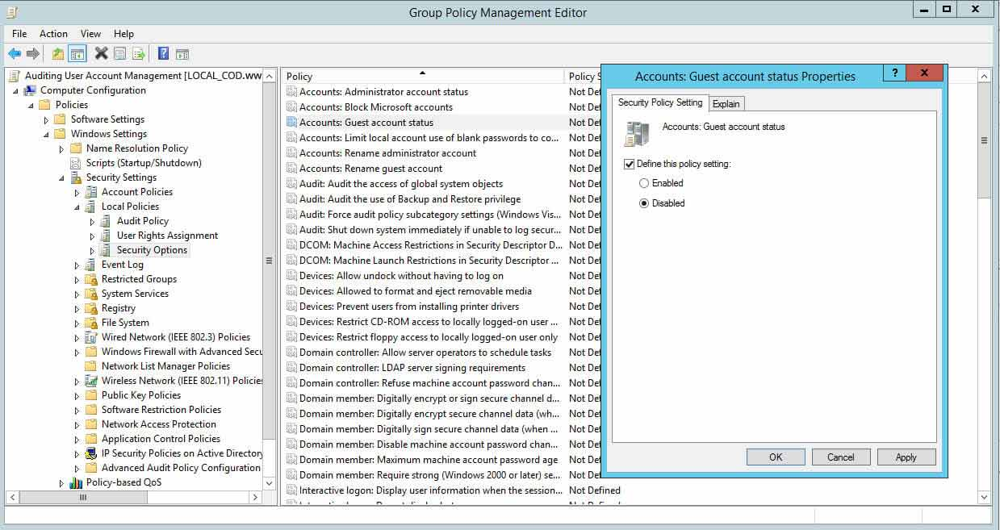 Group Policy Management Editor
File Action View Help
Auditing User Account Management [LOCAL_COD.ww
Computer Configuration
Policies
Software Settings
Windows Settings
Name Resolution Policy
Scripts (Startup/Shutdown)
Security Settings
Account Policies
Local Policies
Audit Policy
User Rights Assignment
Security Options
Event Log
Restricted Groups
System Services
Registry
File System
Wired Network (IEEE 802.3) Policies
Windows Firewall with Advanced Secu
Network List Manager Policies
Wireless Network (IEEE 802.11) Policies
Public Key Policies
Software Restriction Policies
Network Access Protection
Application Control Policies
IP Security Policies on Active Directory
Advanced Audit Policy Configuration
Policy-based QoS
Policy Policy S
Accounts: Administrator account status Not Def
Accounts: Block Microsoft accounts Not Def
Accounts: Guest account status Not Def
Accounts: Limit local account use of blank passwords to co... Not Def
Accounts: Rename administrator account Not Def
Accounts: Rename guest account Not Def
Audit: Audit the access of global system objects Not Def
Audit: Audit the use of Backup and Restore privilege Not Def
Audit: Force audit policy subcategory settings (Windows Vis... Not Def
Audit: Shut down system immediately if unable to log secur... Not Def
DCOM: Machine Access Restrictions in Security Descriptor D... Not Def
DCOM: Machine Launch Restrictions in Security Descriptor ... Not Def
Devices: Allow undock without having to log on Not Def
Devices: Allowed to format and eject removable media Not Def
Devices: Prevent users from installing printer drivers Not Def
Devices: Restrict CD-ROM access to locally logged-on user ... Not Def
Devices: Restrict floppy access to locally logged-on user only Not Def
Domain controller: Allow server operators to schedule tasks Not Def
Domain controller: LDAP server signing requirements Not Def
Domain controller: Refuse machine account password chan... Not Def
Domain member: Digitally encrypt or sign secure channel d... Not Def
Domain member: Digitally encrypt secure channel data (wh... Not Def
Domain member: Digitally sign secure channel data (when ... Not Def
Domain member: Disable machine account password chan... Not Def
Domain member: Maximum machine account password age Not Def
Domain member: Require strong (Windows 2000 or later) se... Not Def
Interactive logon: Display user information when the session... Not Defined
Accounts: Guest account status Properties
Security Policy Setting Explain
Accounts: Guest account status
Define this policy setting:
Enabled
Disabled
OK Cancel Apply